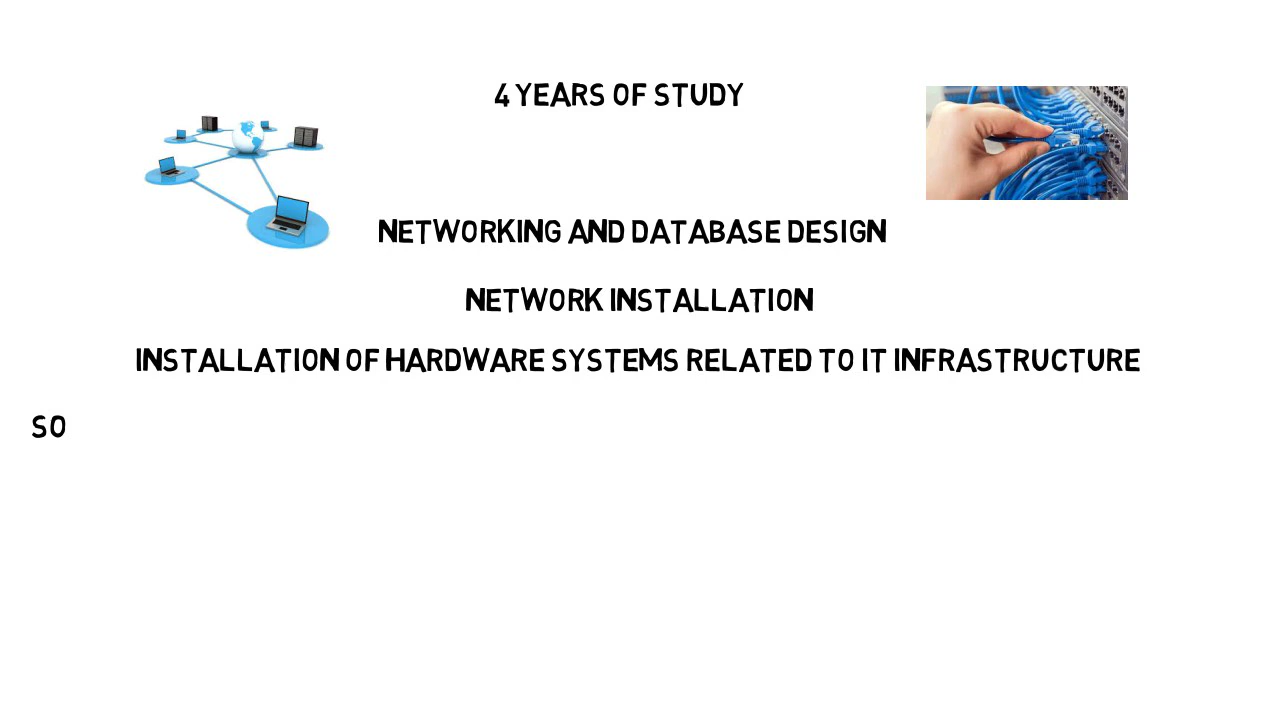 4 YEARS OF STUDY
NETWORKING AND DATABASE DESIGN
NETWORK INSTALLATION
INSTALLATION OF HARDWARE SYSTEMS RELATED TO IT INFRASTRUCTURE
SO